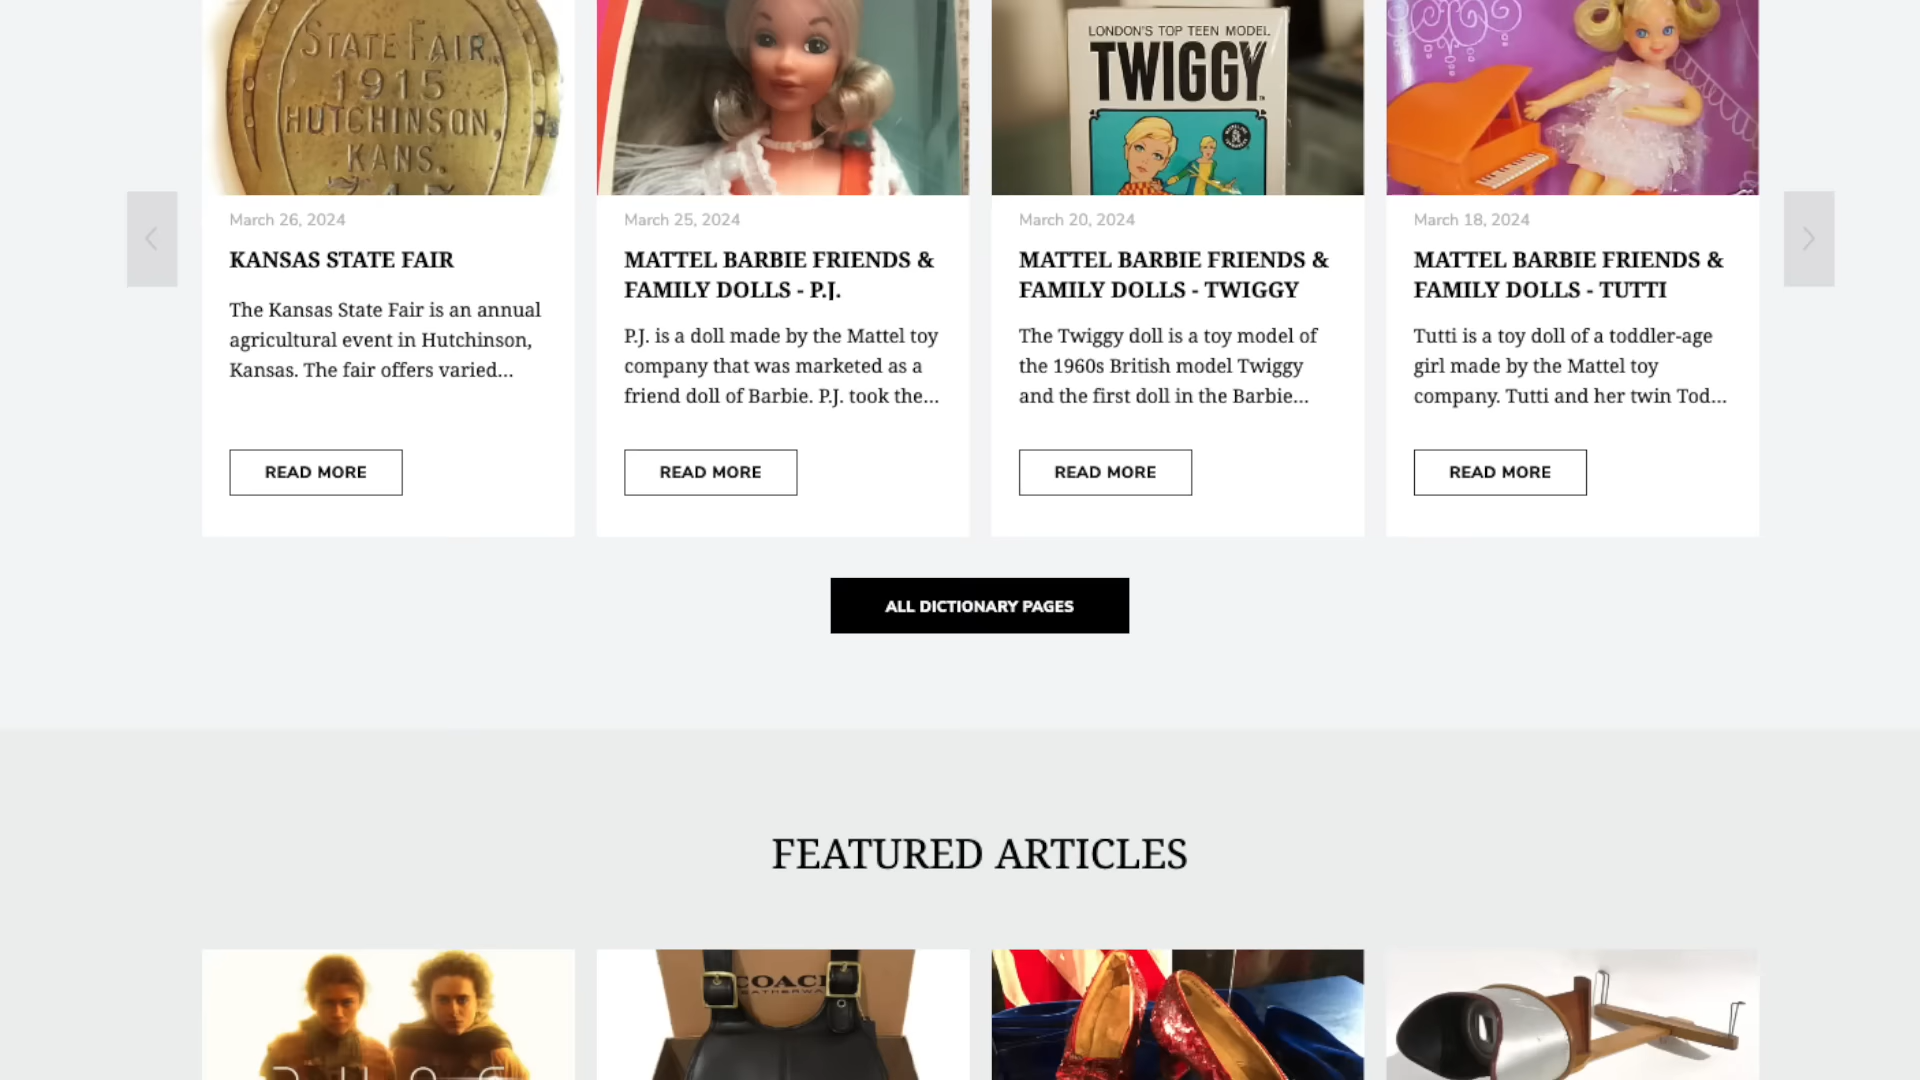 STATE FAIR
1915
HUTCHINSON,
KANS.
LONDON'S TOP TEEN MODEL
TWIGGY
March 26, 2024
KANSAS STATE FAIR
The Kansas State Fair is an annual
agricultural event in Hutchinson,
Kansas. The fair offers varied...
READ MORE
March 25, 2024
MATTEL BARBIE FRIENDS &
FAMILY DOLLS - P.J.
P.J. is a doll made by the Mattel toy
company that was marketed as a
friend doll of Barbie. P.J. took the...
READ MORE
March 20, 2024
MATTEL BARBIE FRIENDS &
FAMILY DOLLS - TWIGGY
The Twiggy doll is a toy model of
the 1960s British model Twiggy
and the first doll in the Barbie...
READ MORE
March 18, 2024
MATTEL BARBIE FRIENDS &
FAMILY DOLLS - TUTTI
Tutti is a toy doll of a toddler-age
girl made by the Mattel toy
company. Tutti and her twin Tod...
READ MORE
ALL DICTIONARY PAGES
FEATURED ARTICLES